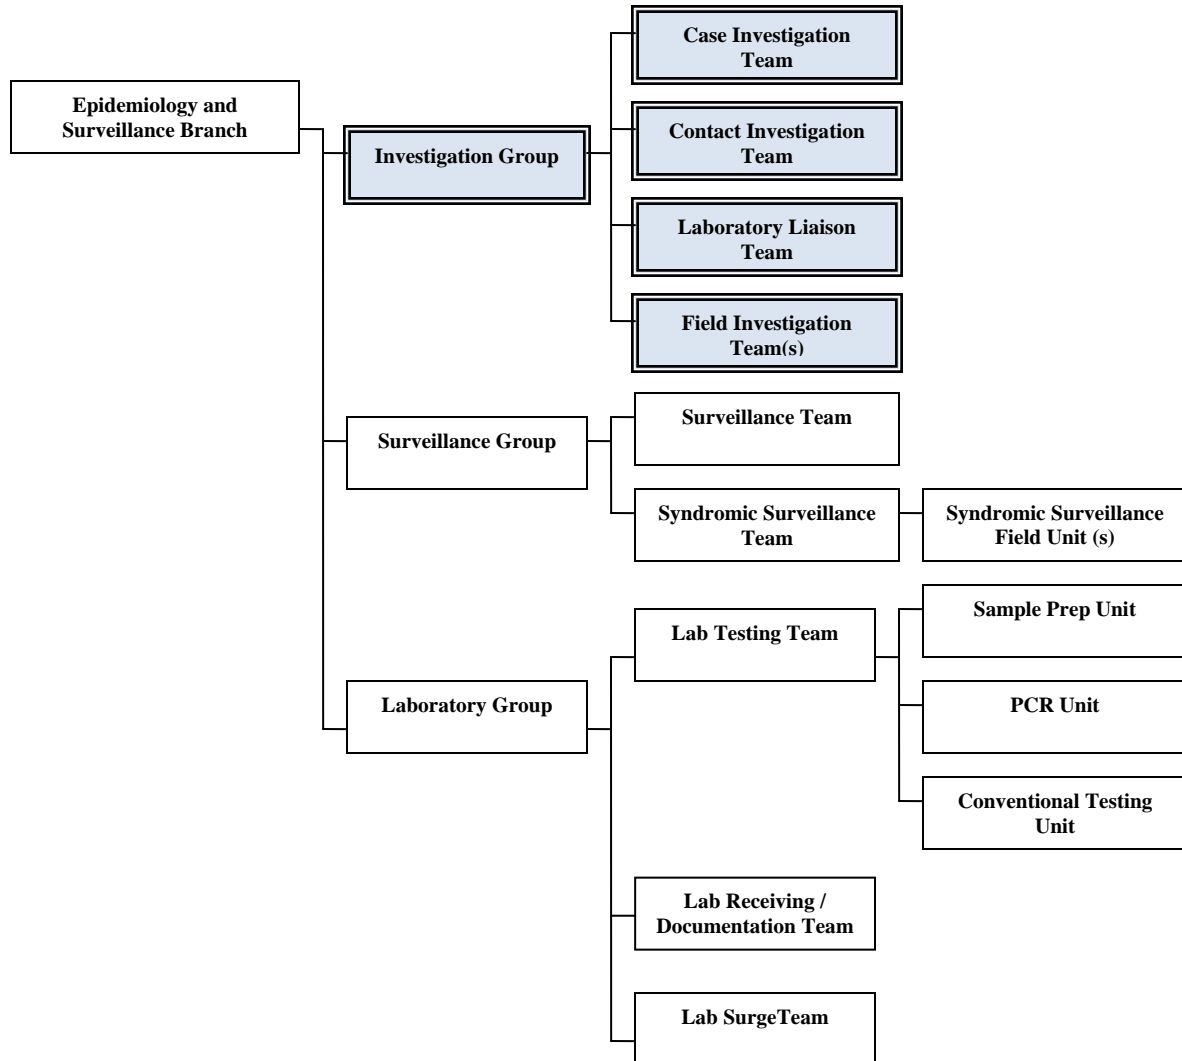 Epidemiology and
Surveillance Branch
Investigation Group
Case Investigation
Team
Contact Investigation
Team
Laboratory Liaison
Team
Field Investigation
Team(s)
Surveillance Group
Surveillance Team
Syndromic Surveillance
Team
Syndromic Surveillance
Field Unit (s)
Laboratory Group
Lab Testing Team
Sample Prep Unit
PCR Unit
Conventional Testing
Unit
Lab Receiving /
Documentation Team
Lab SurgeTeam